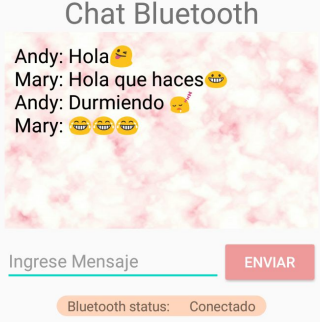 Chat Bluetooth
Andy: Hola😜
Mary: Hola que haces😀
Andy: Durmiendo 😴
Mary: 😂😂😂
Ingrese Mensaje
ENVIAR
Bluetooth status: Conectado